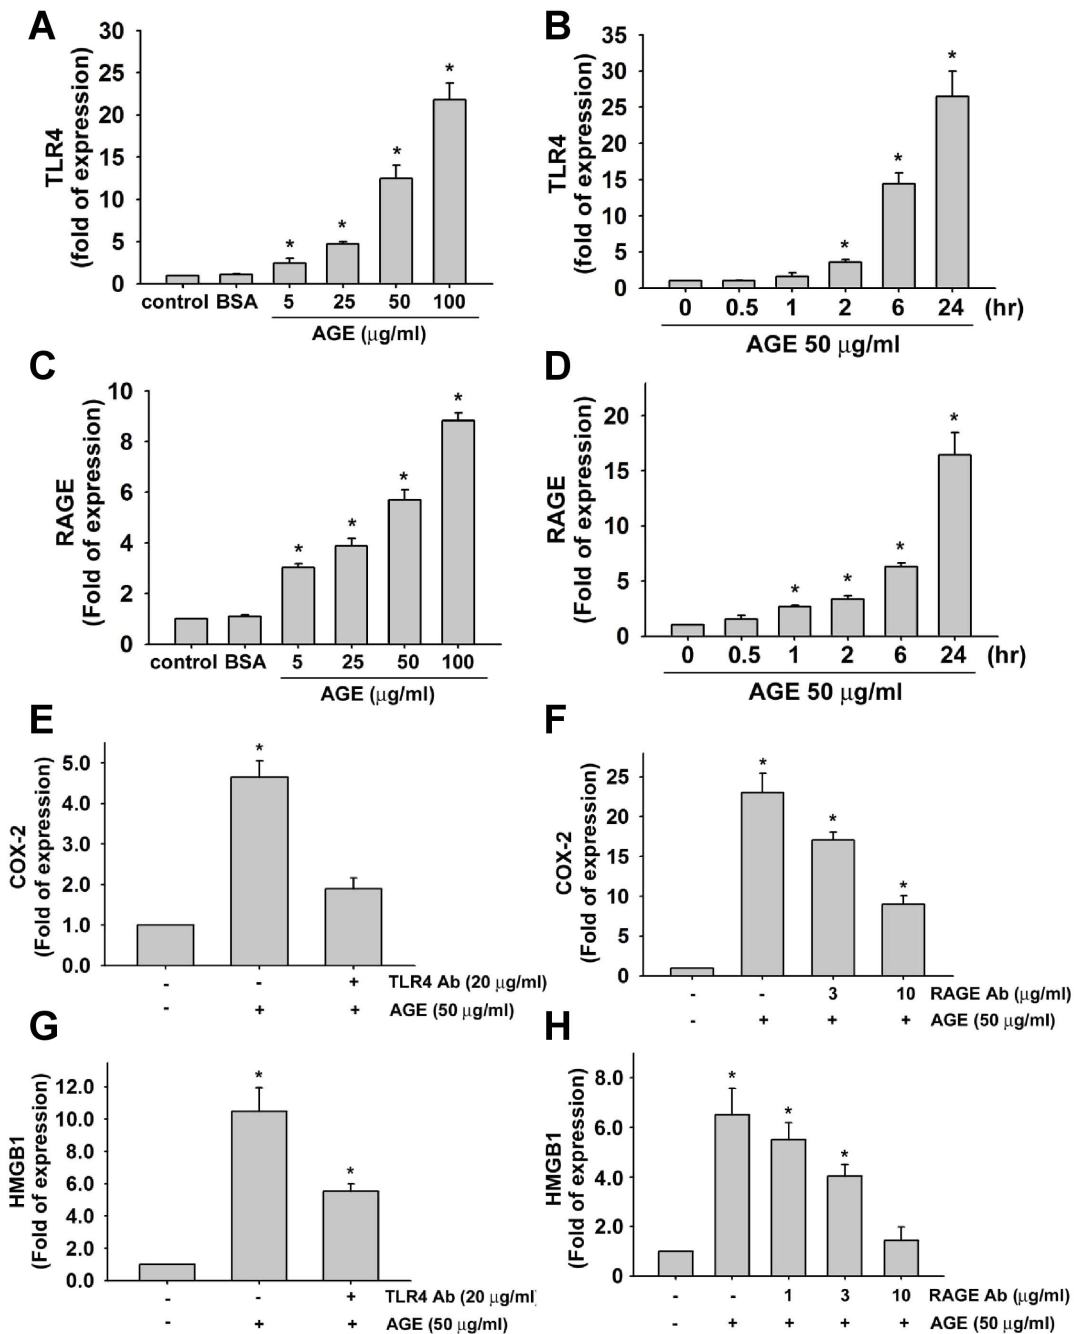 A
TLR4
(fold of expression)
30
25
20
15
10
5
0
* * * *
control BSA 5 25 50 100
AGE (μg/ml)
B
TLR4
(fold of expression)
35
30
25
20
15
10
5
0
* * *
0 0.5 1 2 6 24 (hr)
AGE 50 μg/ml
C
RAGE
(Fold of expression)
10
8
6
4
2
0
* * * *
control BSA 5 25 50 100
AGE (μg/ml)
D
RAGE
(Fold of expression)
20
15
10
5
0
* * * *
0 0.5 1 2 6 24 (hr)
AGE 50 μg/ml
E
COX-2
(Fold of expression)
5.0
4.0
3.0
2.0
1.0
0.0
*
- - + TLR4 Ab (20 μg/ml)
- + + AGE (50 μg/ml)
F
COX-2
(Fold of expression)
25
20
15
10
5
0
* * *
- - 3 10 RAGE Ab (μg/ml)
- + + + AGE (50 μg/ml)
G
HMGB1
(Fold of expression)
12.0
10.0
8.0
6.0
4.0
2.0
0.0
* *
- - + TLR4 Ab (20 μg/ml)
- + + AGE (50 μg/ml)
H
HMGB1
(Fold of expression)
8.0
6.0
4.0
2.0
0
* * *
- - 1 3 10 RAGE Ab (μg/ml)
- + + + + AGE (50 μg/ml)